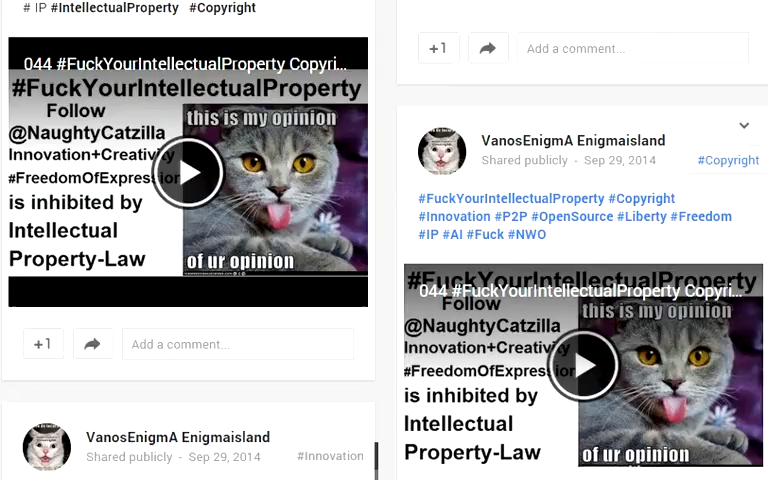 # IP #IntellectualProperty #Copyright
044 #FuckYourIntellectualProperty Copyri...
#FuckYourIntellectualProperty
Follow
@NaughtyCatzilla
Innovation+Creativity
#FreedomOfExpression
is inhibited by
Intellectual
Property-Law
this is my opinion
of ur opinion
+1
Add a comment...
VanosEnigmA Enigmaisland
Shared publicly - Sep 29, 2014
#Innovation
+1
Add a comment...
VanosEnigmA Enigmaisland
Shared publicly - Sep 29, 2014
#Copyright
#FuckYourIntellectualProperty #Copyright
#Innovation #P2P #OpenSource #Liberty #Freedom
#IP #AI #Fuck #NWO
#FuckYourIntellectualProperty
044 #FuckYourIntellectualProperty Copyri...
Follow
@NaughtyCatzilla
Innovation+Creativity
#FreedomOfExpression
is inhibited by
Intellectual
Property-Law
this is my opinion
of ur opinion